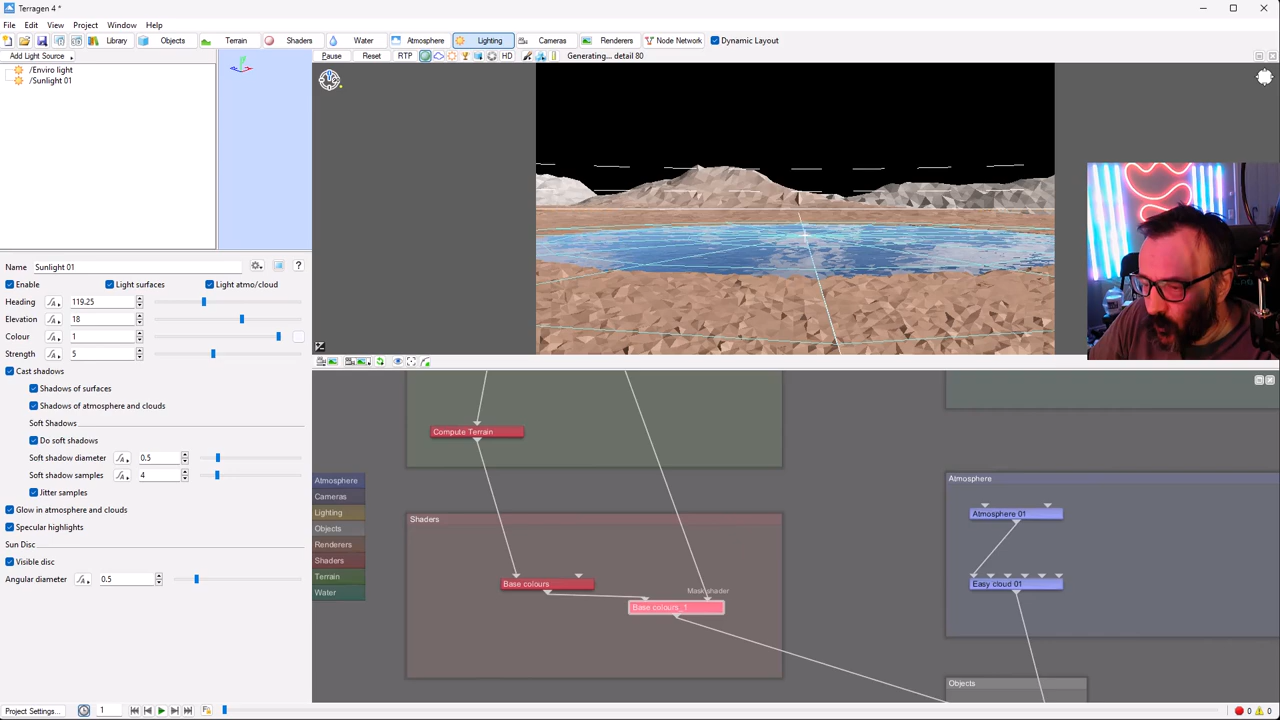 Terragen 4 *
File Edit View Project Window Help
Library Objects Terrain Shaders Water Atmosphere Lighting Cameras Renderers Node Network Dynamic Layout
Add Light Source Pause Reset RTP HD Generating... detail 80
/Enviro light
/Sunlight 01
Name Sunlight 01 ?
Enable Light surfaces Light atmo/cloud
Heading 119.25
Elevation 18
Colour 1
Strength 5
Cast shadows
Shadows of surfaces
Shadows of atmosphere and clouds
Soft Shadows
Do soft shadows
Soft shadow diameter 0.5
Soft shadow samples 4
Jitter samples
Glow in atmosphere and clouds
Specular highlights
Sun Disc
Visible disc
Angular diameter 0.5
Compute Terrain
Atmosphere
Cameras
Lighting
Objects
Renderers
Shaders
Terrain
Water
Shaders
Base colours
Mask shader
Base colours_1
Atmosphere
Atmosphere 01
Easy cloud 01
Objects
Project Settings... 1 0 0